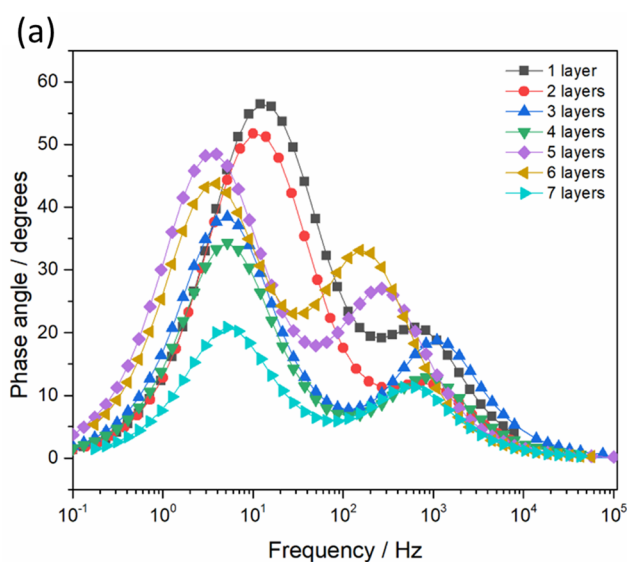 (a)
60
50
40
30
20
10
0
Phase angle / degrees
1 layer
2 layers
3 layers
4 layers
5 layers
6 layers
7 layers
10⁻¹ 10⁰ 10¹ 10² 10³ 10⁴ 10⁵
Frequency / Hz